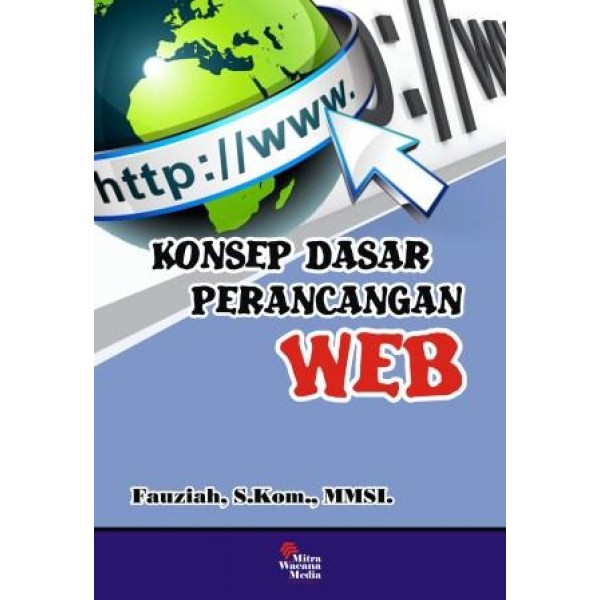 http://www.
://w
KONSEP DASAR
PERANCANGAN
WEB
Fauziah, S.Kom., MMSI.
Mitra
Wacana
Media